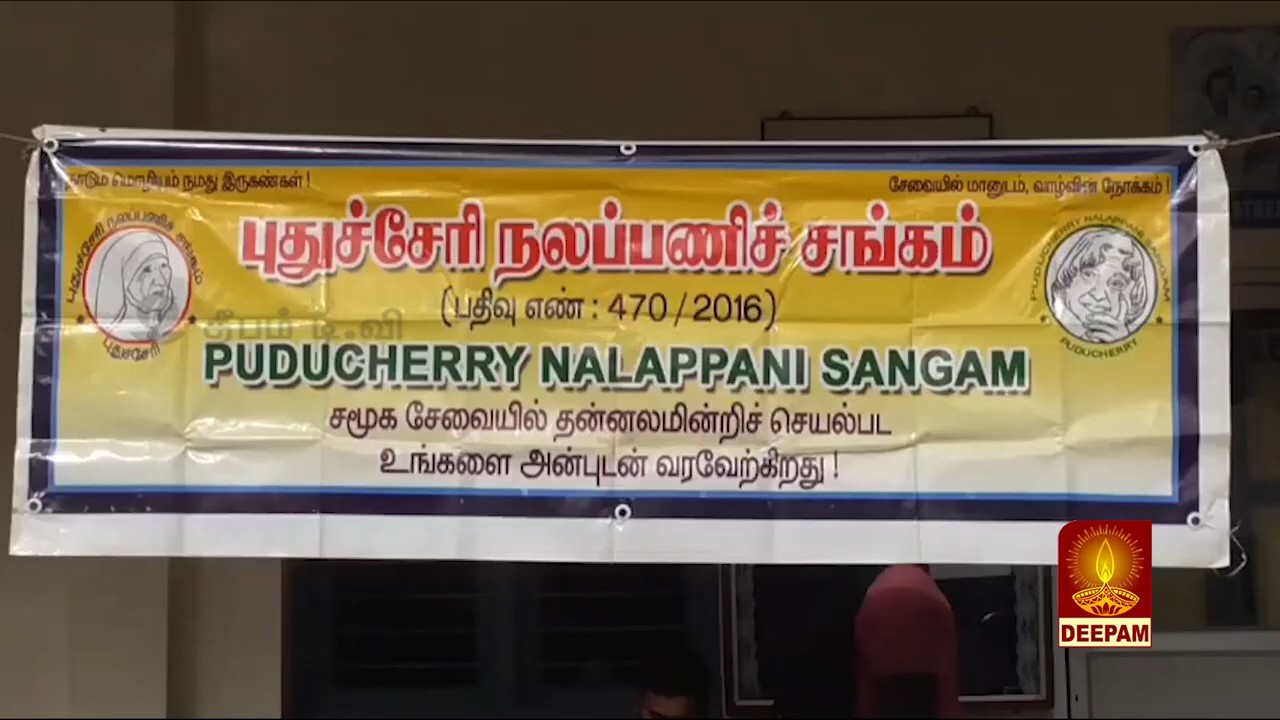 நாடும் மொழியும் நமது இருகண்கள் !
சேவையில் மானுடம், வாழ்வின் நோக்கம் !
புதுச்சேரி நலப்பணிச் சங்கம்
புதுச்சேரி நலப்பணிச் சங்கம்
புதுச்சேரி
PUDUCHERRY NALAPPANI SANGAM
PUDUCHERRY
(பதிவு எண் : 470 / 2016)
தீபம் டி.வி
PUDUCHERRY NALAPPANI SANGAM
சமூக சேவையில் தன்னலமின்றிச் செயல்பட
உங்களை அன்புடன் வரவேற்கிறது !
DEEPAM